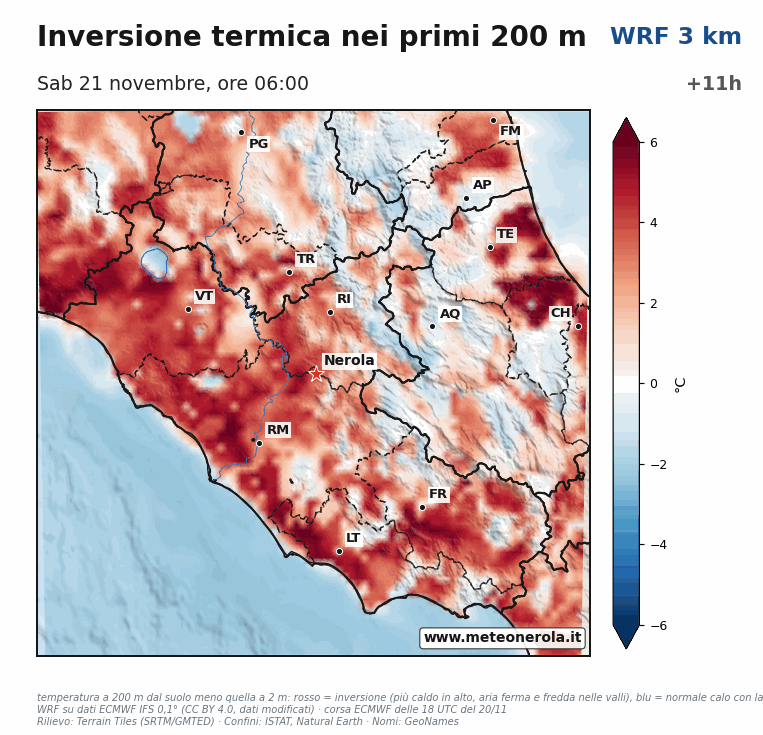 Inversione termica nei primi 200 m WRF 3 km
Sab 21 novembre, ore 06:00 +11h
FM
PG
AP
TE
TR
VT
RI
AQ
CH
Nerola
RM
FR
LT
www.meteonerola.it
6
4
2
0
−2
−4
−6
°C
temperatura a 200 m dal suolo meno quella a 2 m: rosso = inversione (più caldo in alto, aria ferma e fredda nelle valli), blu = normale calo con la
WRF su dati ECMWF IFS 0,1° (CC BY 4.0, dati modificati) · corsa ECMWF delle 18 UTC del 20/11
Rilievo: Terrain Tiles (SRTM/GMTED) · Confini: ISTAT, Natural Earth · Nomi: GeoNames